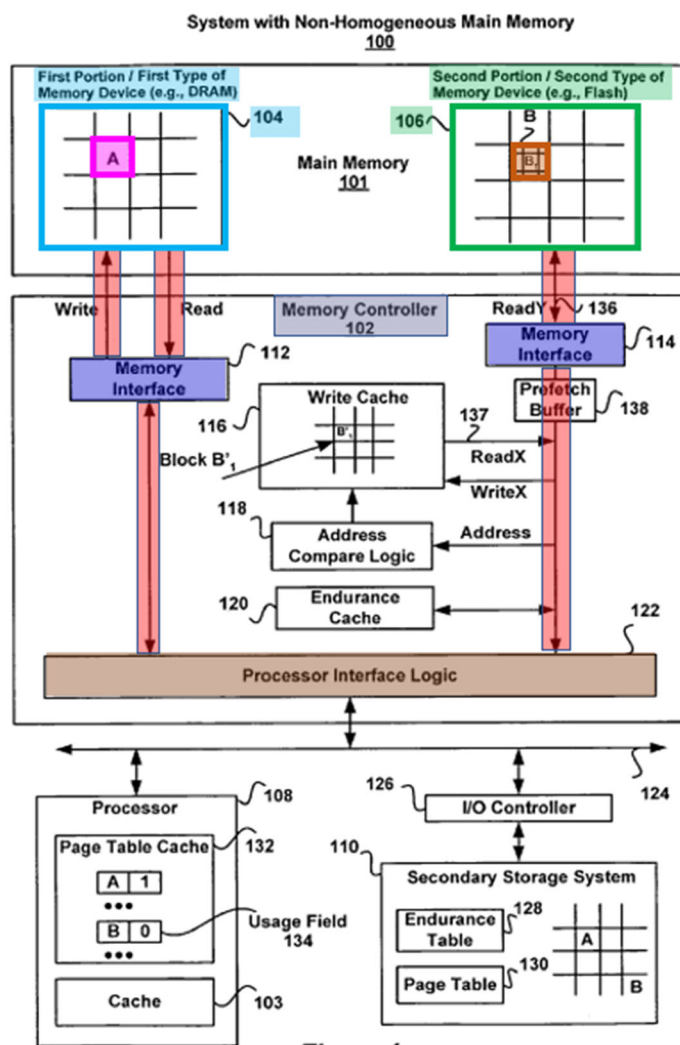 System with Non-Homogeneous Main Memory
100
First Portion / First Type of
Memory Device (e.g., DRAM)
Second Portion / Second Type of
Memory Device (e.g., Flash)
104
106
B
A
Main Memory
101
Write
Read
Memory Controller
102
ReadY
136
112
Memory
Interface
Memory
Interface
114
Prefetch
Buffer
138
116
Write Cache
B'₁
137
ReadX
Block B'₁
WriteX
118
Address
Compare Logic
Address
120
Endurance
Cache
122
Processor Interface Logic
124
108
Processor
126
I/O Controller
Page Table Cache
132
A 1
•••
B 0
•••
Usage Field
134
Cache
103
110
Secondary Storage System
Endurance
Table
128
Page Table
130
A
B